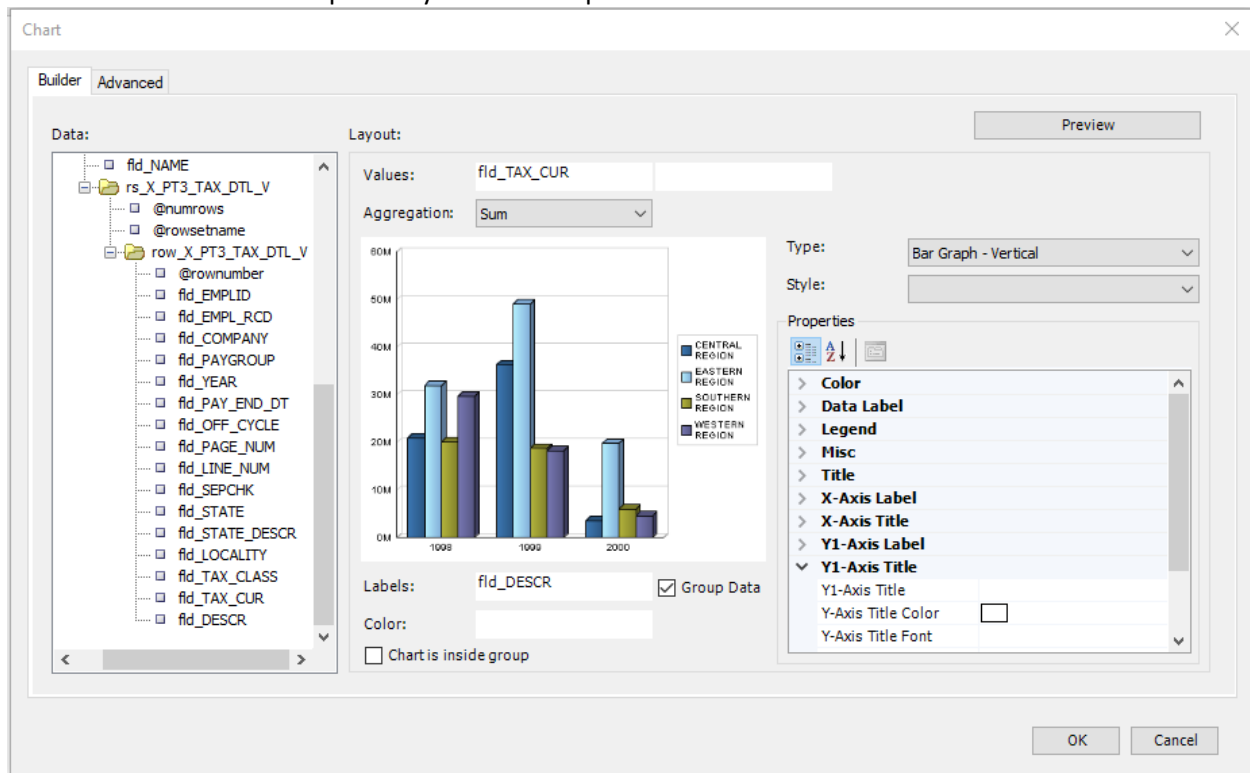 Chart
Builder
Advanced
Data:
Layout:
Preview
fld_NAME
rs_X_PT3_TAX_DTL_V
@numrows
@rowsetname
row_X_PT3_TAX_DTL_V
@rownumber
fld_EMPLID
fld_EMPL_RCD
fld_COMPANY
fld_PAYGROUP
fld_YEAR
fld_PAY_END_DT
fld_OFF_CYCLE
fld_PAGE_NUM
fld_LINE_NUM
fld_SEPCHK
fld_STATE
fld_STATE_DESCR
fld_LOCALITY
fld_TAX_CLASS
fld_TAX_CUR
fld_DESCR
Values: fld_TAX_CUR
Aggregation: Sum
60M
50M
40M
30M
20M
10M
0M
1998 1999 2000
CENTRAL
REGION
EASTERN
REGION
SOUTHERN
REGION
WESTERN
REGION
Labels: fld_DESCR Group Data
Color:
Chart is inside group
Type: Bar Graph - Vertical
Style:
Properties
Color
Data Label
Legend
Misc
Title
X-Axis Label
X-Axis Title
Y1-Axis Label
Y1-Axis Title
Y1-Axis Title
Y-Axis Title Color
Y-Axis Title Font
OK Cancel